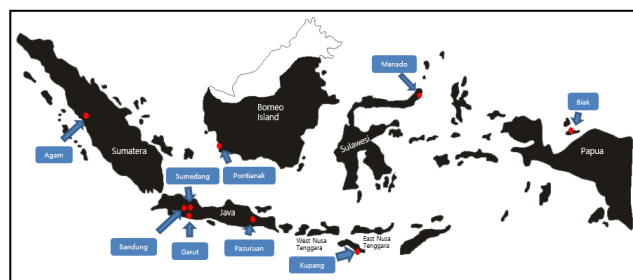 Manado
Biak
Borneo
Island
Sumatera
Sulawesi
Papua
Agam
Sumedang
Pontianak
Java
Bandung
Garut
Pasuruan
West Nusa
Tenggara
East Nusa
Tenggara
Kupang